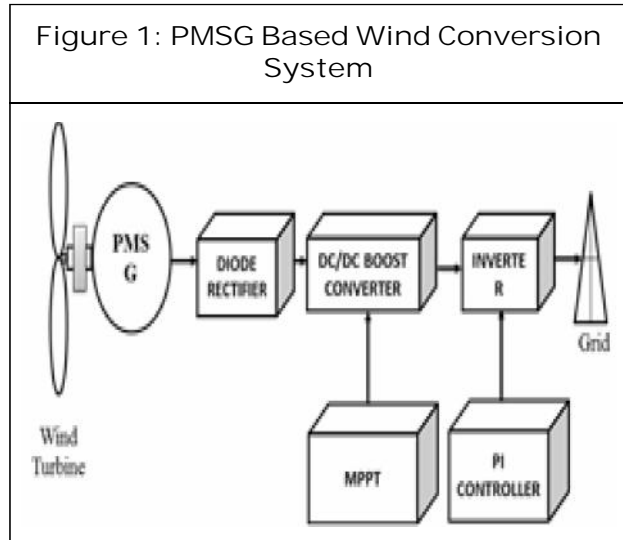 Figure 1: PMSG Based Wind Conversion
System
PMS
G
DIODE
RECTIFIER
DC/DC BOOST
CONVERTER
INVERTE
R
Grid
Wind
Turbine
MPPT
PI
CONTROLLER